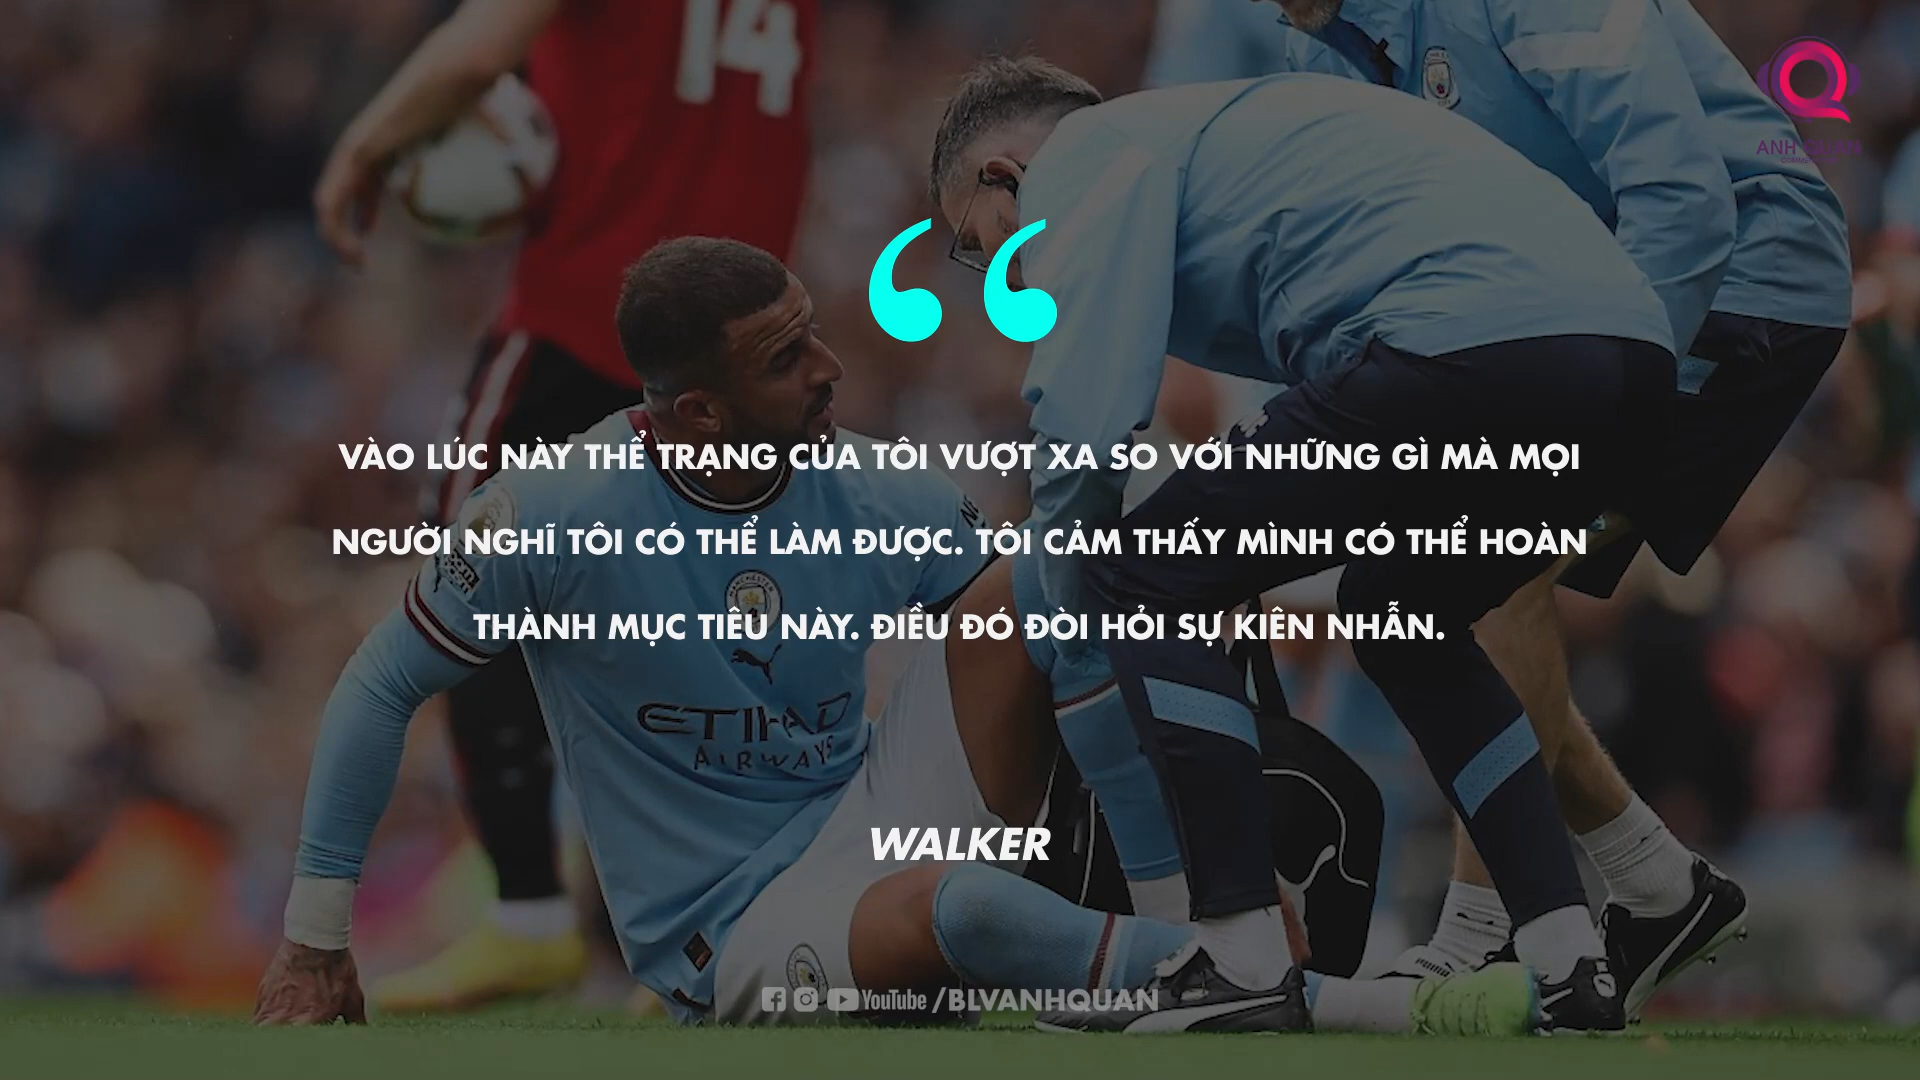 14
ANH QUAN
VÀO LÚC NÀY THỂ TRẠNG CỦA TÔI VƯỢT XA SO VỚI NHỮNG GÌ MÀ MỌI
NGƯỜI NGHĨ TÔI CÓ THỂ LÀM ĐƯỢC. TÔI CẢM THẤY MÌNH CÓ THỂ HOÀN
THÀNH MỤC TIÊU NÀY. ĐIỀU ĐÓ ĐÒI HỎI SỰ KIÊN NHẪN.
MANCHESTER
ETIHAD
AIRWAYS
WALKER
YouTube /BLVANHQUAN